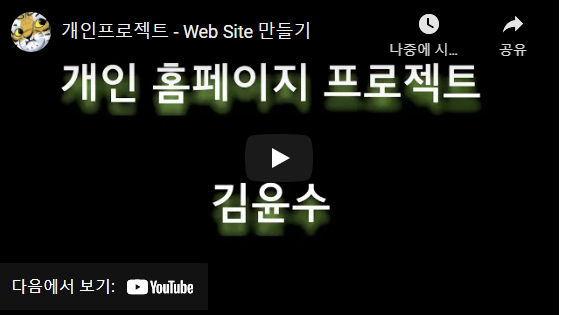 개인프로젝트 - Web Site 만들기
나중에 시...
공유
개인 홈페이지 프로젝트
김윤수
다음에서 보기: YouTube